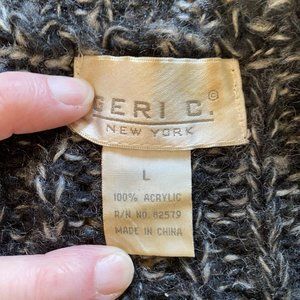 GERI C. ©
NEW YORK
L
100% ACRYLIC
R/N NO. 82579
MADE IN CHINA